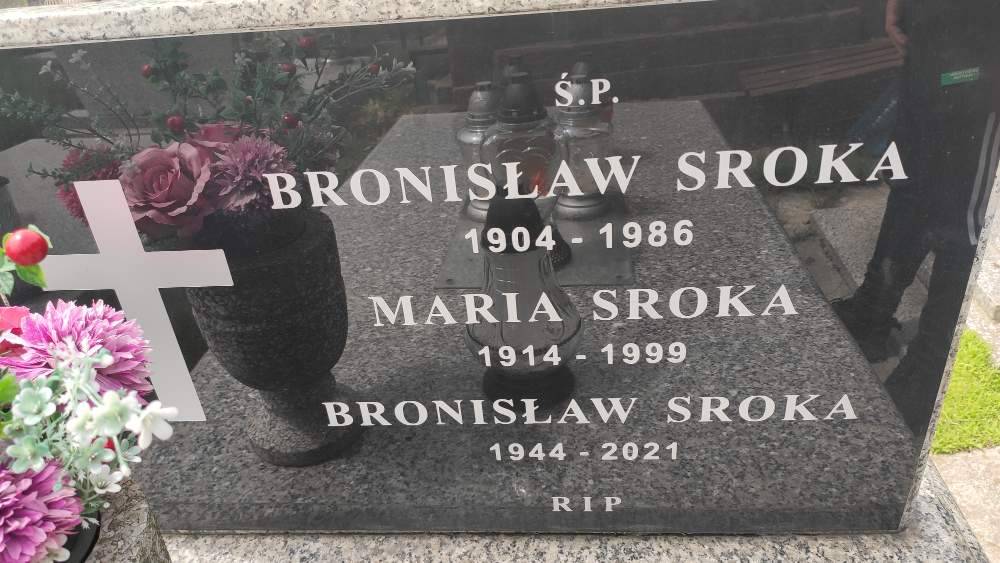 Ś.P.
BRONISŁAW SROKA
1904 - 1986
MARIA SROKA
1914 - 1999
BRONISŁAW SROKA
1944 - 2021
RIP